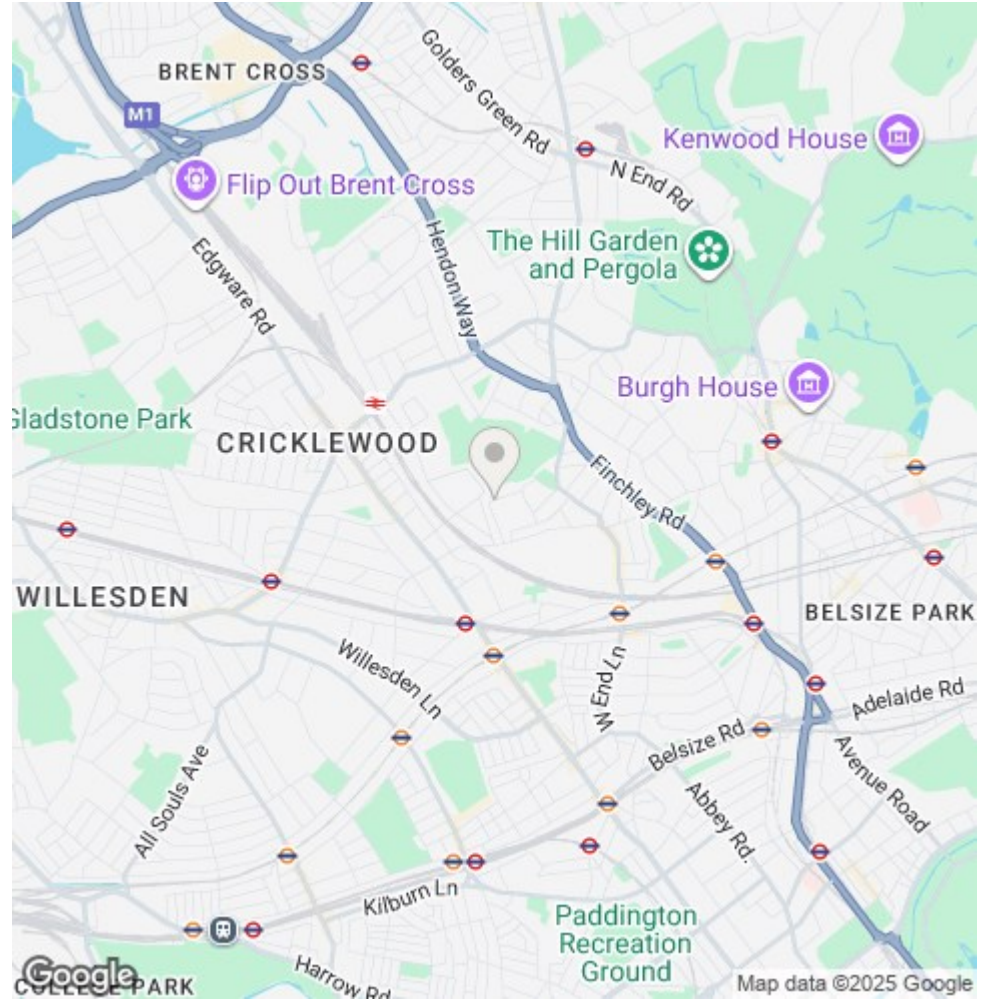 BRENT CROSS
M1
Golders Green Rd
Kenwood House
N End Rd
Flip Out Brent Cross
The Hill Garden
and Pergola
Edgware Rd
Hendon Way
Burgh House
Gladstone Park
CRICKLEWOOD
Finchley Rd
WILLESDEN
BELSIZE PARK
Willesden Ln
W End Ln
Adelaide Rd
Belsize Rd
Avenue Road
All Souls Ave
Abbey Rd.
Kilburn Ln
Paddington
Recreation
Ground
Harrow Rd
Google
COLLEGE PARK
Map data ©2025 Google